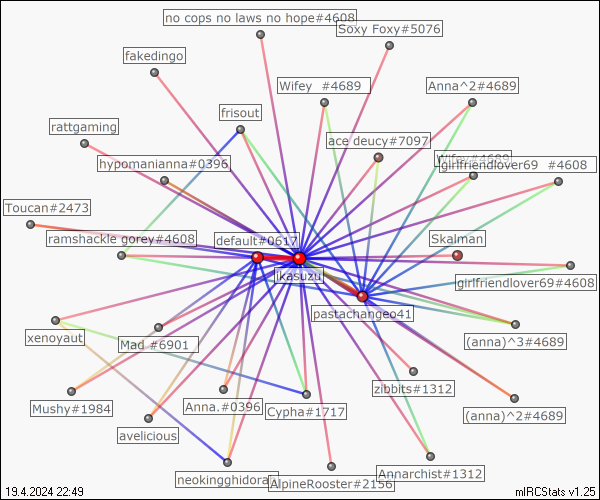 no cops no laws no hope#4608
Soxy Foxy#5076
fakedingo
Wifey #4689
Anna^2#4689
frisout
rattgaming
ace deucy#7097
hypomanianna#0396
Wifey#4689
girlfriendlover69 #4608
Toucan#2473
ramshackle gorey#4608
default#0617
Skalman
jkasuzu
girlfriendlover69#4608
pastachangeo41
xenoyaut
Mad #6901
(anna)^3#4689
zibbits#1312
Mushy#1984
Anna.#0396
Cypha#1717
(anna)^2#4689
avelicious
neokingghidora
AlpineRooster#2156
Annarchist#1312
19.4.2024 22:49
mIRCStats v1.25